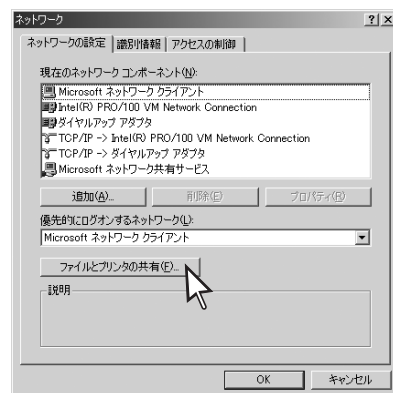 ネットワーク
ネットワークの設定 識別情報 アクセスの制御
現在のネットワーク コンポーネント(N):
Microsoft ネットワーク クライアント
Intel(R) PRO/100 VM Network Connection
ダイヤルアップ アダプタ
TCP/IP -> Intel(R) PRO/100 VM Network Connection
TCP/IP -> ダイヤルアップ アダプタ
Microsoft ネットワーク共有サービス
追加(A)... 削除(E) プロパティ(R)
優先的にログオンするネットワーク(L):
Microsoft ネットワーク クライアント
ファイルとプリンタの共有(F)...
説明
OK キャンセル